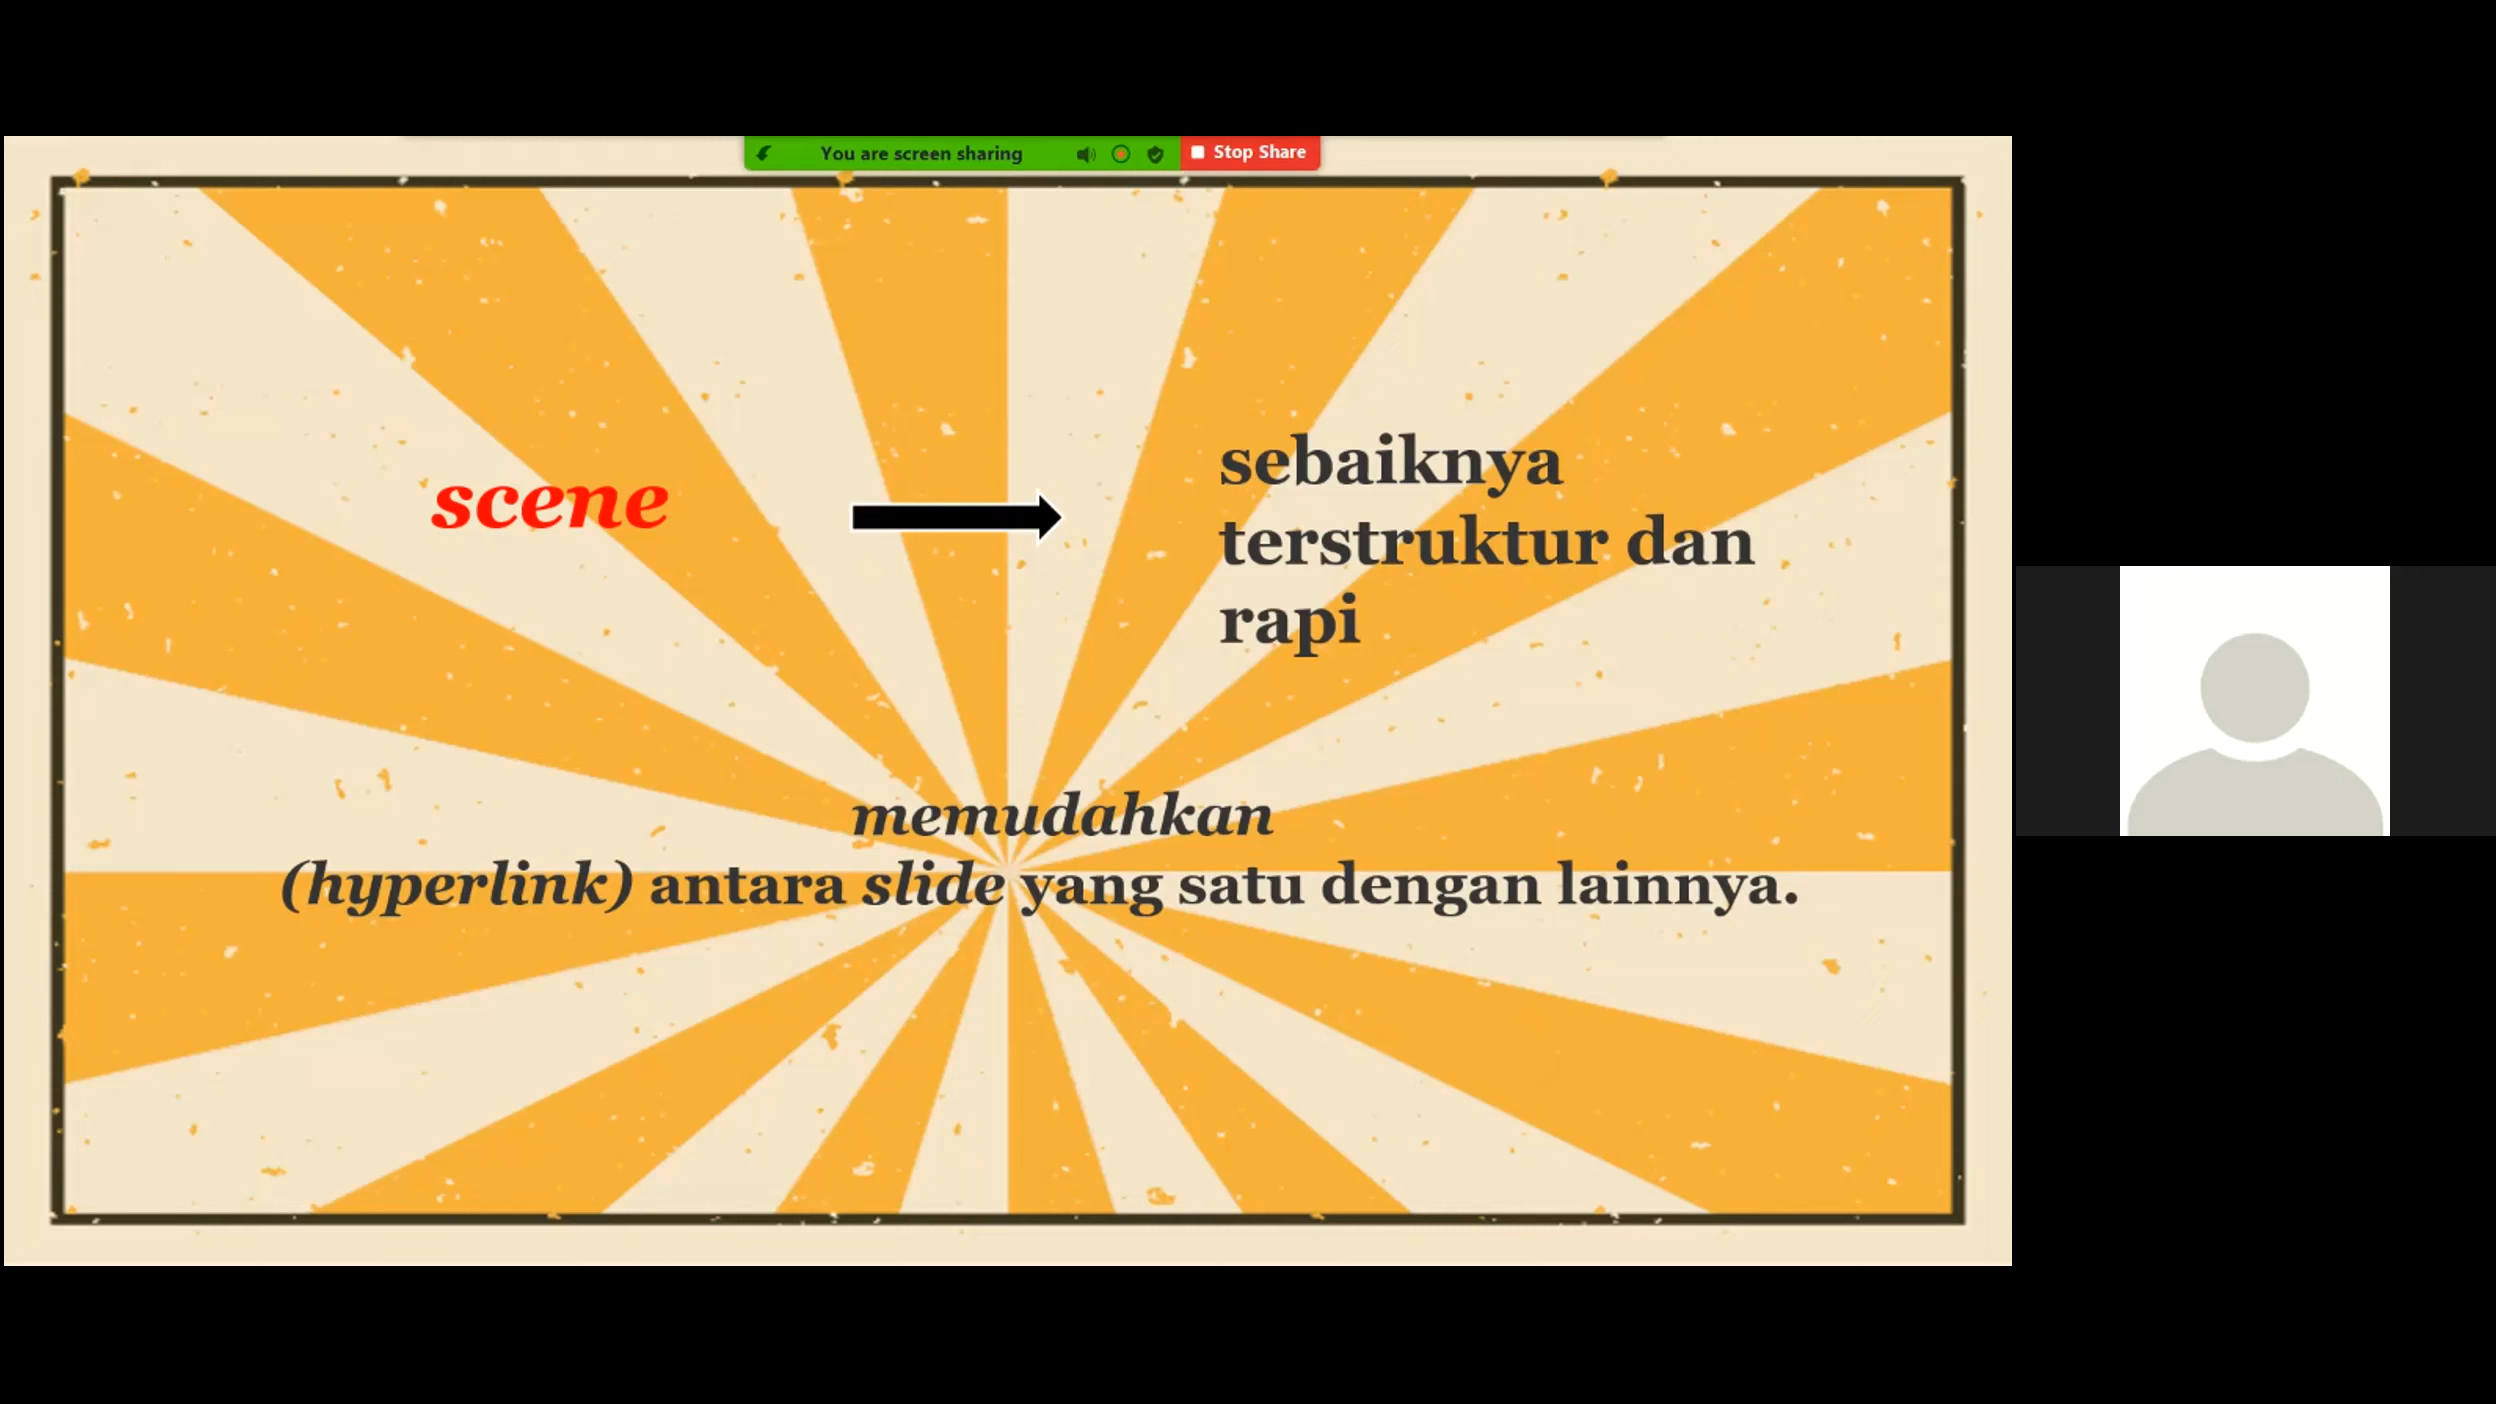 You are screen sharing
Stop Share
scene
sebaiknya
terstruktur dan
rapi
memudahkan
(hyperlink) antara slide yang satu dengan lainnya.